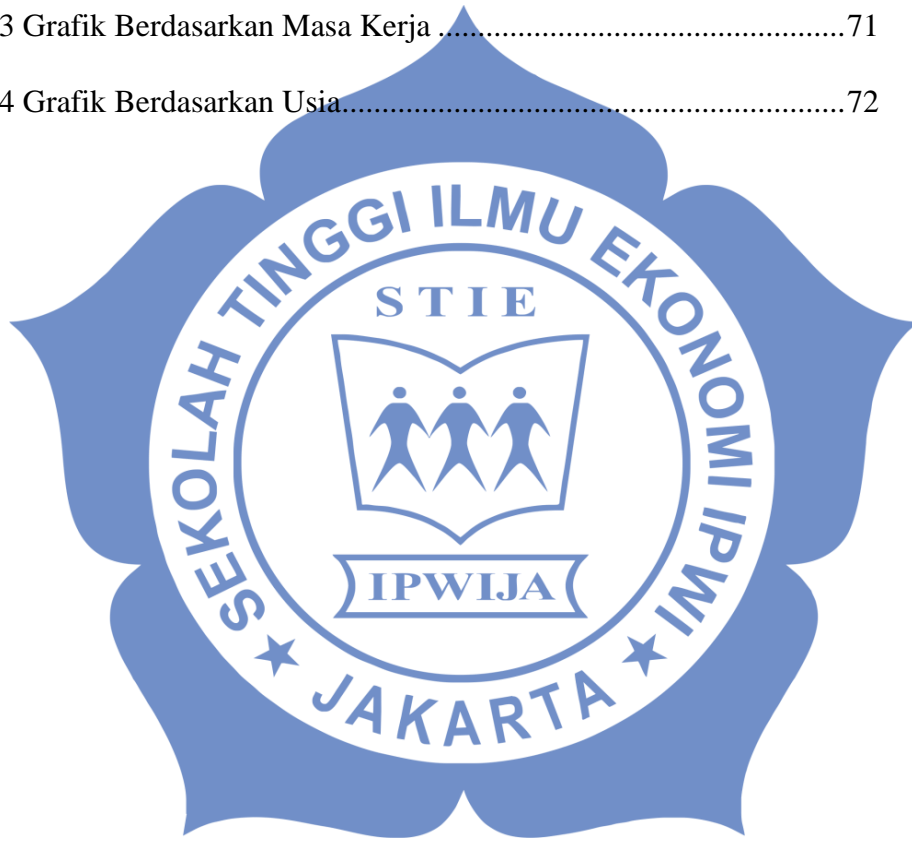 3 Grafik Berdasarkan Masa Kerja ................................................71
4 Grafik Berdasarkan Usia............................................................72
SEKOLAH TINGGI ILMU EKONOMI IPWI
STIE
IPWIJA
★ JAKARTA ★